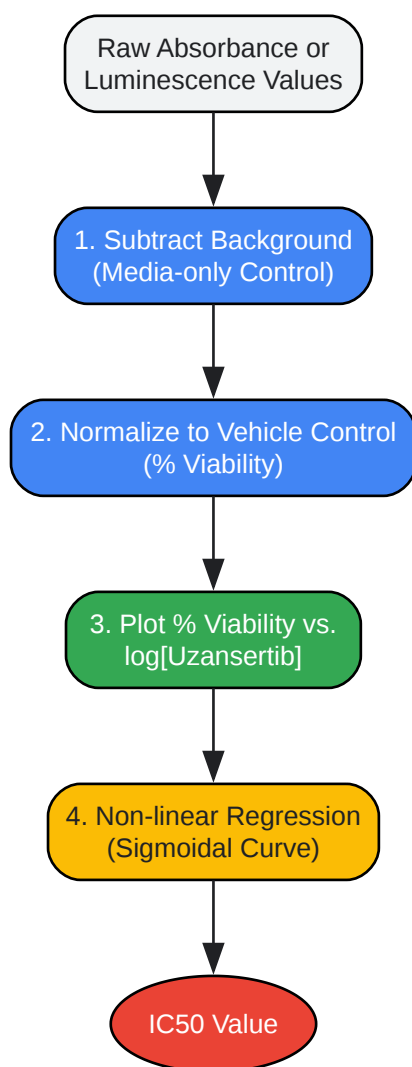 Raw Absorbance or
Luminescence Values
1. Subtract Background
(Media-only Control)
2. Normalize to Vehicle Control
(% Viability)
3. Plot % Viability vs.
log[Uzansertib]
4. Non-linear Regression
(Sigmoidal Curve)
IC50 Value